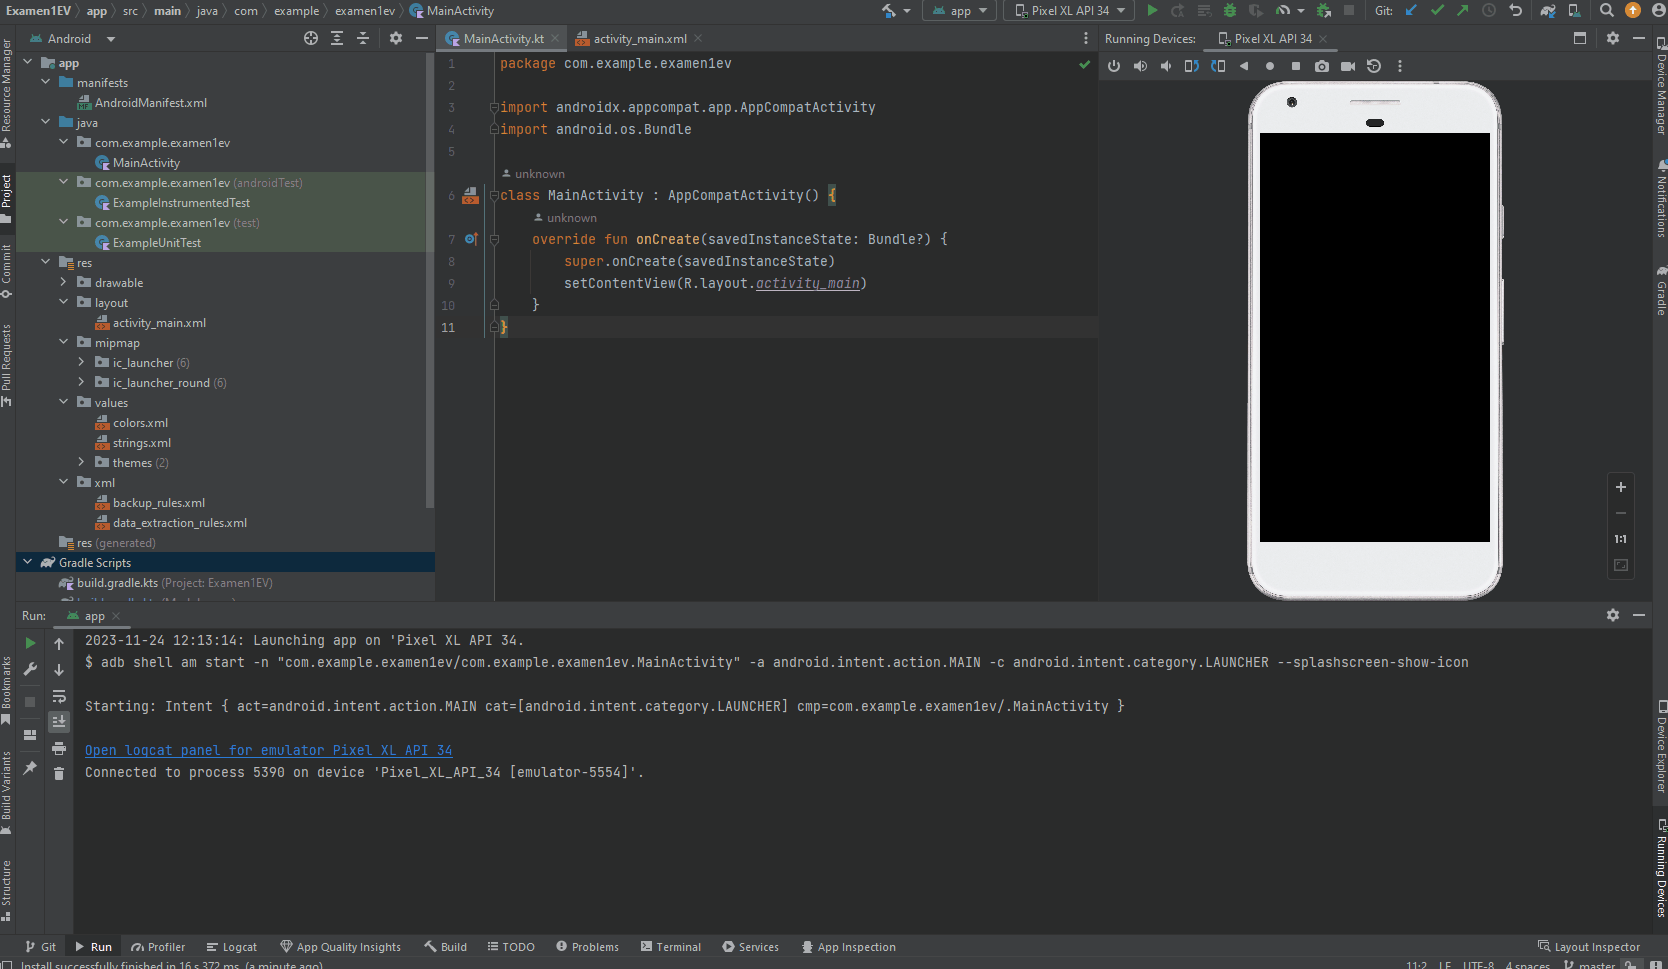 Examen1EV app src main java com example examen1ev MainActivity
app Pixel XL API 34 Git:
Android
MainActivity.kt activity_main.xml
Running Devices: Pixel XL API 34
Resource Manager
Project
Commit
Pull Requests
Bookmarks
Build Variants
Structure
app
manifests
AndroidManifest.xml
java
com.example.examen1ev
MainActivity
com.example.examen1ev (androidTest)
ExampleInstrumentedTest
com.example.examen1ev (test)
ExampleUnitTest
res
drawable
layout
activity_main.xml
mipmap
ic_launcher (6)
ic_launcher_round (6)
values
colors.xml
strings.xml
themes (2)
xml
backup_rules.xml
data_extraction_rules.xml
res (generated)
Gradle Scripts
build.gradle.kts (Project: Examen1EV)
1 package com.example.examen1ev
2
3 import androidx.appcompat.app.AppCompatActivity
4 import android.os.Bundle
5
unknown
6 class MainActivity : AppCompatActivity() {
unknown
7 override fun onCreate(savedInstanceState: Bundle?) {
8 super.onCreate(savedInstanceState)
9 setContentView(R.layout.activity_main)
10 }
11 }
1:1
Device Manager
Notifications
Gradle
Device Explorer
Running Devices
Run: app
2023-11-24 12:13:14: Launching app on 'Pixel XL API 34.
$ adb shell am start -n "com.example.examen1ev/com.example.examen1ev.MainActivity" -a android.intent.action.MAIN -c android.intent.category.LAUNCHER --splashscreen-show-icon
Starting: Intent { act=android.intent.action.MAIN cat=[android.intent.category.LAUNCHER] cmp=com.example.examen1ev/.MainActivity }
Open logcat panel for emulator Pixel XL API 34
Connected to process 5390 on device 'Pixel_XL_API_34 [emulator-5554]'.
Git Run Profiler Logcat App Quality Insights Build TODO Problems Terminal Services App Inspection Layout Inspector
Install successfully finished in 16 s 372 ms. (a minute ago) 11:2 LF UTF-8 4 spaces master